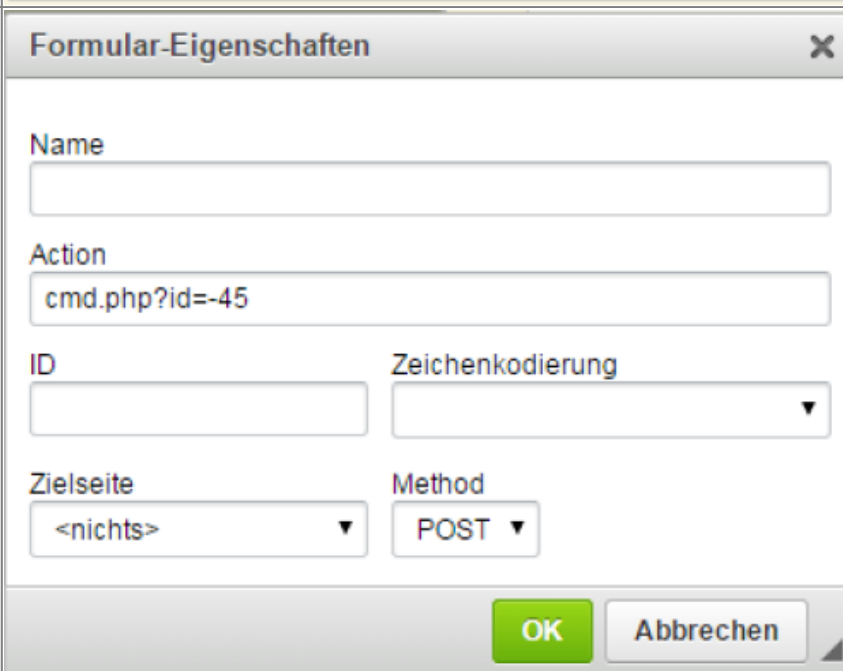 Formular-Eigenschaften
Name
Action
cmd.php?id=-45
ID Zeichenkodierung
Zielseite Method
<nichts> POST
OK Abbrechen